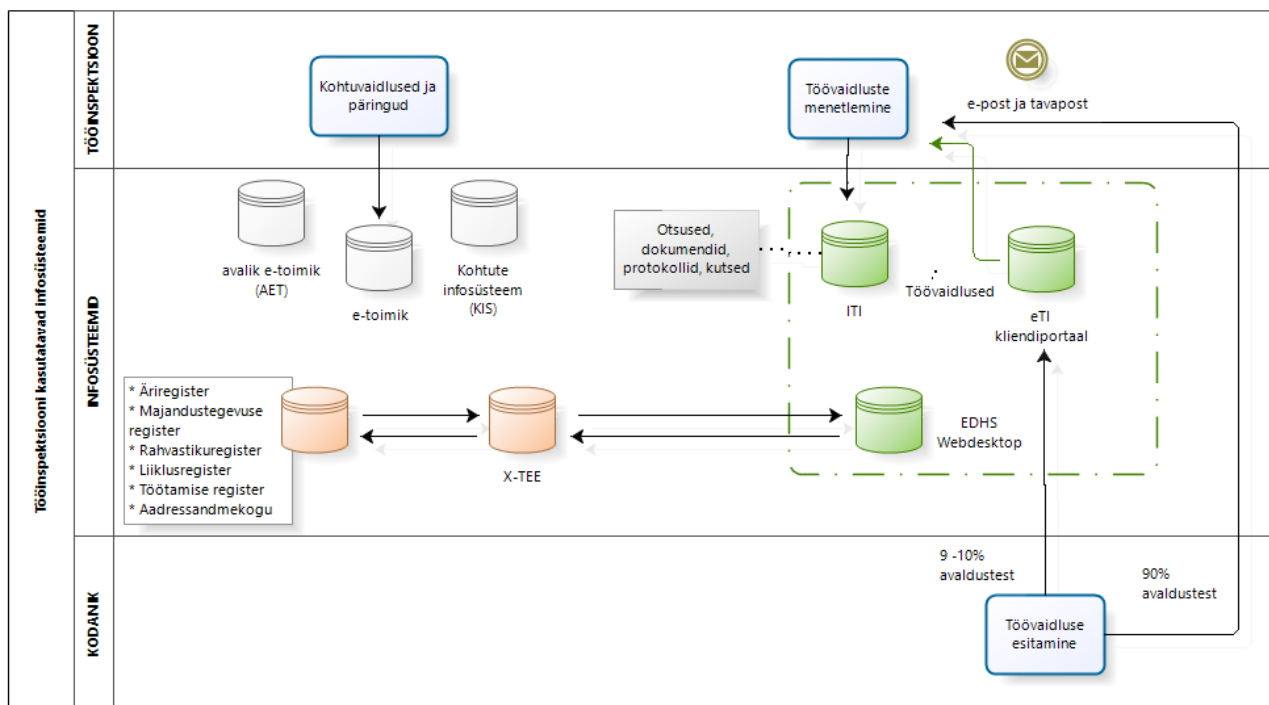 Tööinspektsiooni kasutatavad infosüsteemid
TÖÖINSPEKTSIOON
Kohtuvaidlused ja
päringud
Töövaidluste
menetlemine
e-post ja tavapost
INFOSÜSTEEMID
avalik e-toimik
(AET)
e-toimik
Kohtute
infosüsteem
(KIS)
Otsused,
dokumendid,
protokollid, kutsed
ITI
Töövaidlused
eTI
kliendiportaal
* Äriregister
* Majandustegevuse
register
* Rahvastikuregister
* Liiklusregister
* Töötamise register
* Aadressandmekogu
X-TEE
EDHS
Webdesktop
KODANIK
9 -10%
avaldustest
90%
avaldustest
Töövaidluse
esitamine